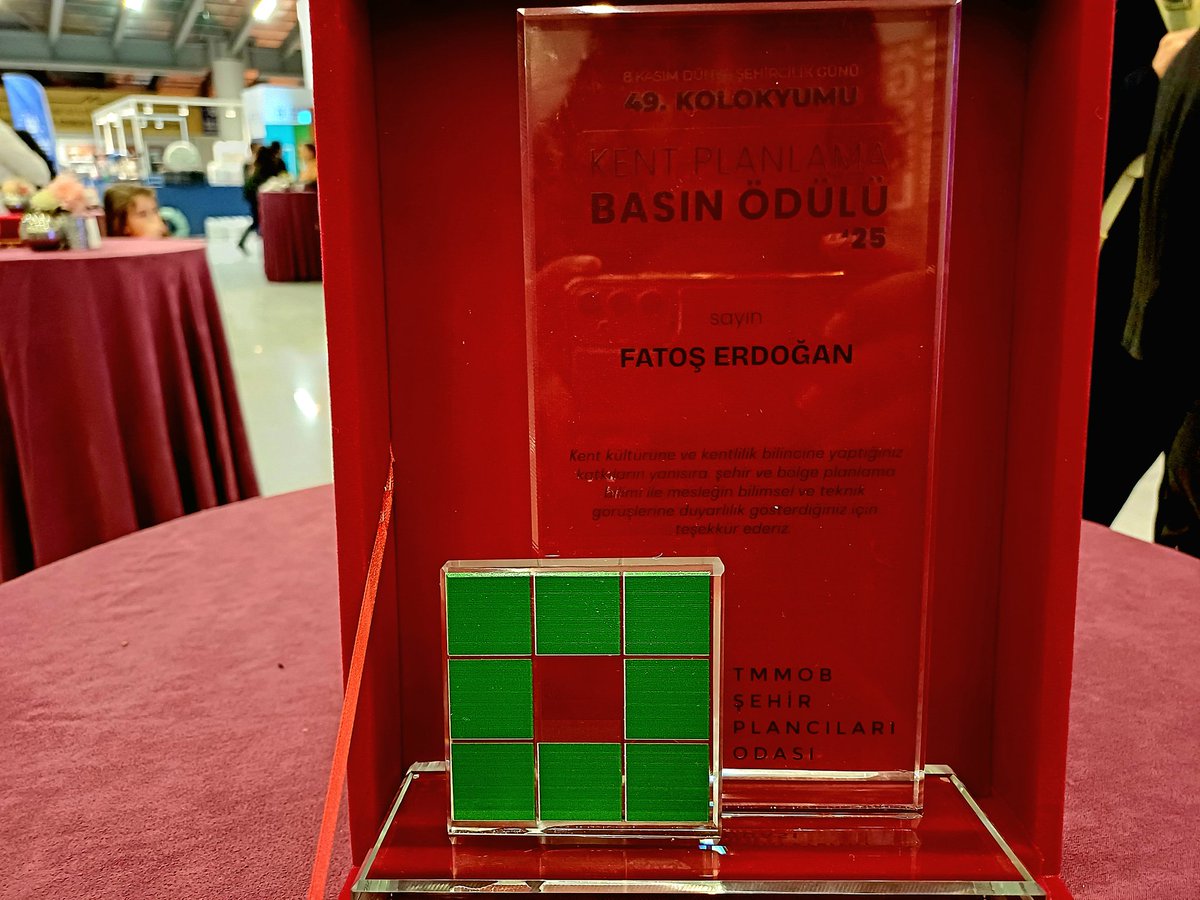 8 KASIM DÜNYA ŞEHİRCİLİK GÜNÜ
49. KOLOKYUMU
KENT PLANLAMA
BASIN ÖDÜLÜ
'25
sayın
FATOŞ ERDOĞAN
Kent kültürüne ve kentlilik bilincine yaptığınız
katkıların yanısıra şehir ve bölge planlama
bilimi ile mesleğin bilimsel ve teknik
görüşlerine duyarlılık gösterdiğiniz için
teşekkür ederiz.
TMMOB
ŞEHİR
PLANCILARI
ODASI